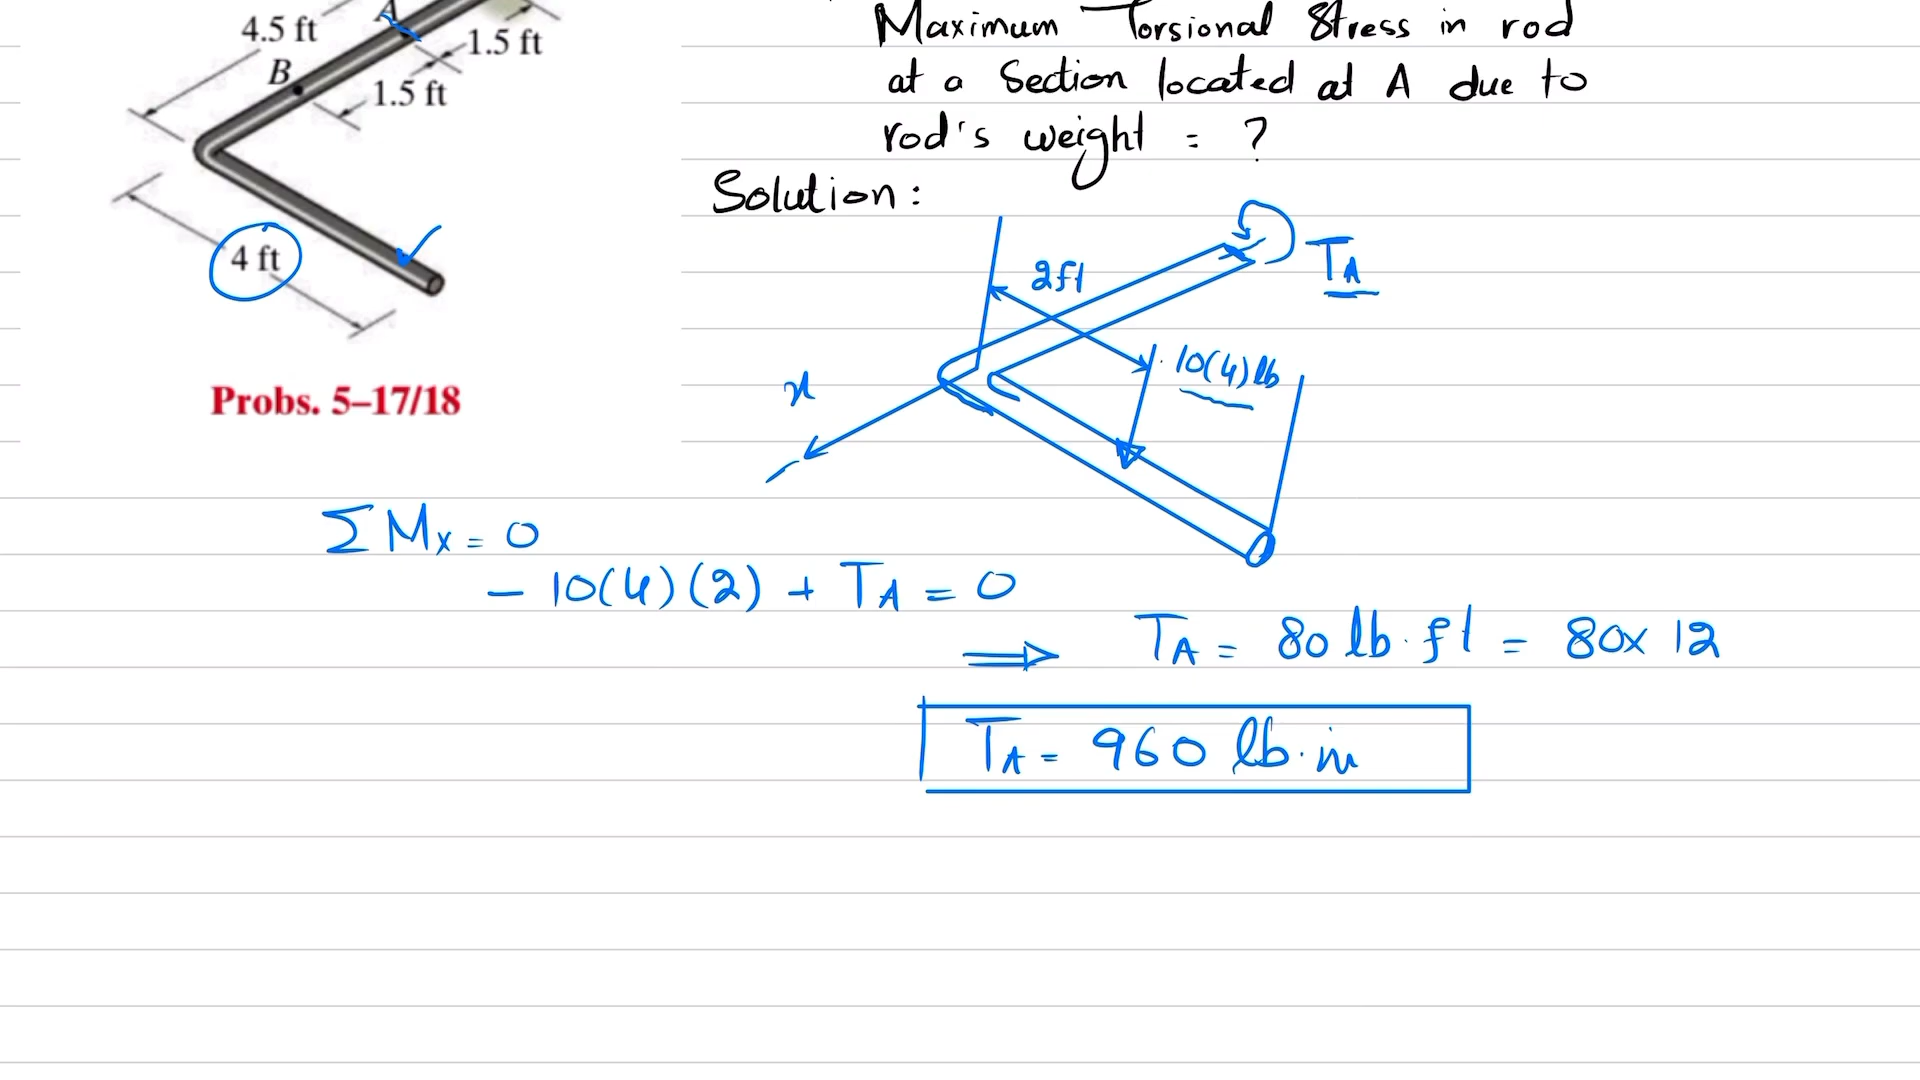 4.5 ft
A
1.5 ft
B
1.5 ft
4 ft
Probs. 5–17/18
Maximum Torsional Stress in rod
at a Section located at A due to
rod's weight = ?
Solution:
2ft
TA
10(4) lb
x
ΣMx = 0
- 10(4)(2) + TA = 0
⟹ TA = 80 lb.ft = 80x 12
TA = 960 lb.in